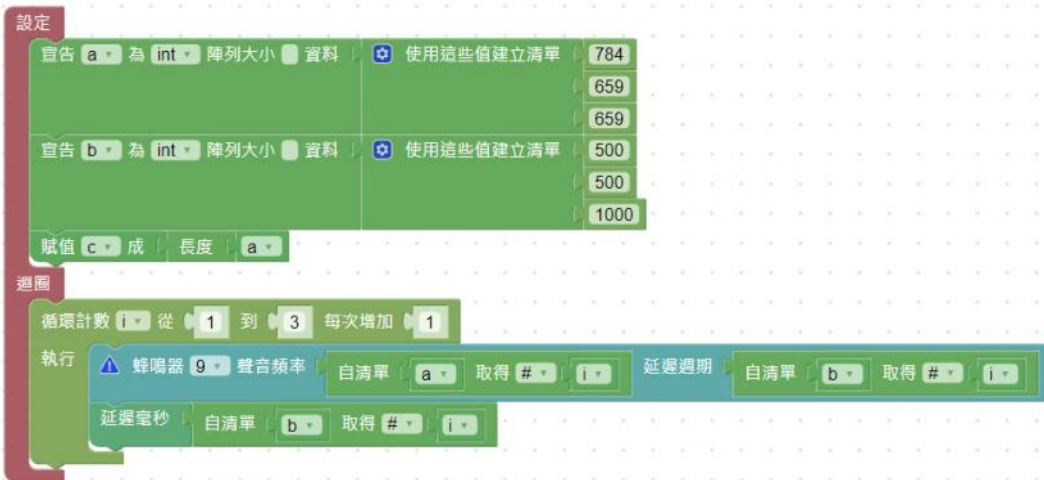 設定
宣告 a 為 int 陣列大小 資料 使用這些值建立清單 784
659
659
宣告 b 為 int 陣列大小 資料 使用這些值建立清單 500
500
1000
賦值 c 成 長度 a
迴圈
循環計數 i 從 1 到 3 每次增加 1
執行 蜂鳴器 9 聲音頻率 自清單 a 取得 # i 延遲週期 自清單 b 取得 # i
延遲毫秒 自清單 b 取得 # i